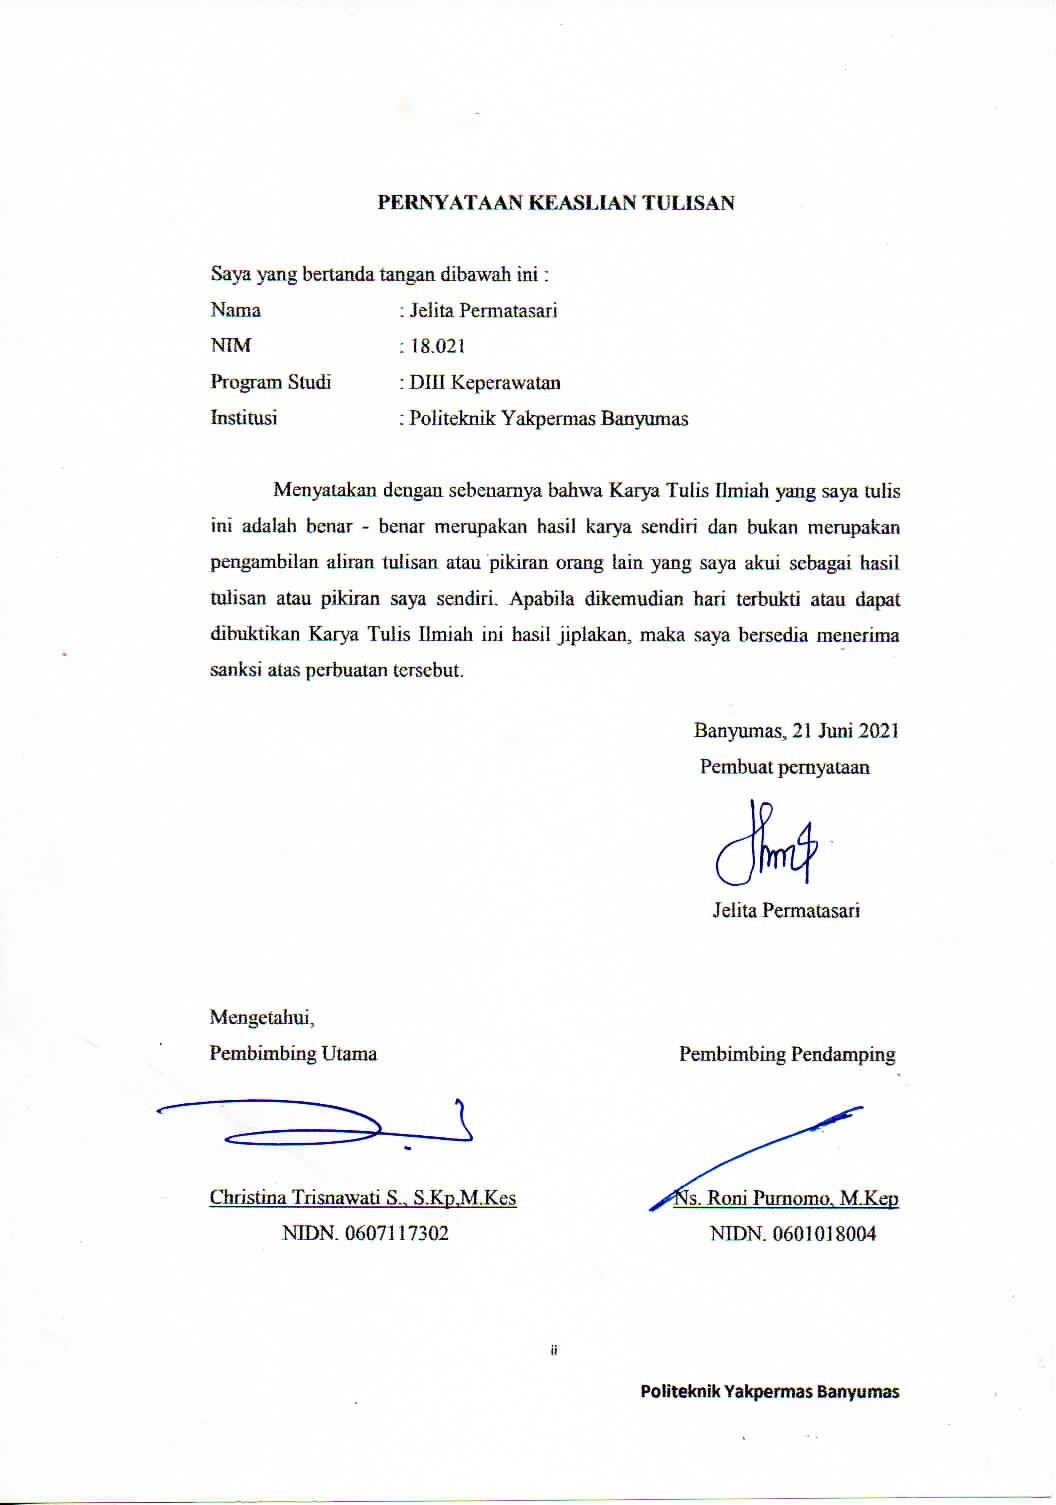 PERNYATAAN KEASLIAN TULISAN
Saya yang bertanda tangan dibawah ini :
Nama : Jelita Permatasari
NIM : 18.021
Program Studi : DIII Keperawatan
Institusi : Politeknik Yakpermas Banyumas
Menyatakan dengan sebenarnya bahwa Karya Tulis Ilmiah yang saya tulis
ini adalah benar - benar merupakan hasil karya sendiri dan bukan merupakan
pengambilan aliran tulisan atau pikiran orang lain yang saya akui sebagai hasil
tulisan atau pikiran saya sendiri. Apabila dikemudian hari terbukti atau dapat
dibuktikan Karya Tulis Ilmiah ini hasil jiplakan, maka saya bersedia menerima
sanksi atas perbuatan tersebut.
Banyumas, 21 Juni 2021
Pembuat pernyataan
Jelita Permatasari
Mengetahui,
Pembimbing Utama Pembimbing Pendamping
Christina Trisnawati S., S.Kp,M.Kes Ns. Roni Purnomo, M.Kep
NIDN. 0607117302 NIDN. 0601018004
ii
Politeknik Yakpermas Banyumas